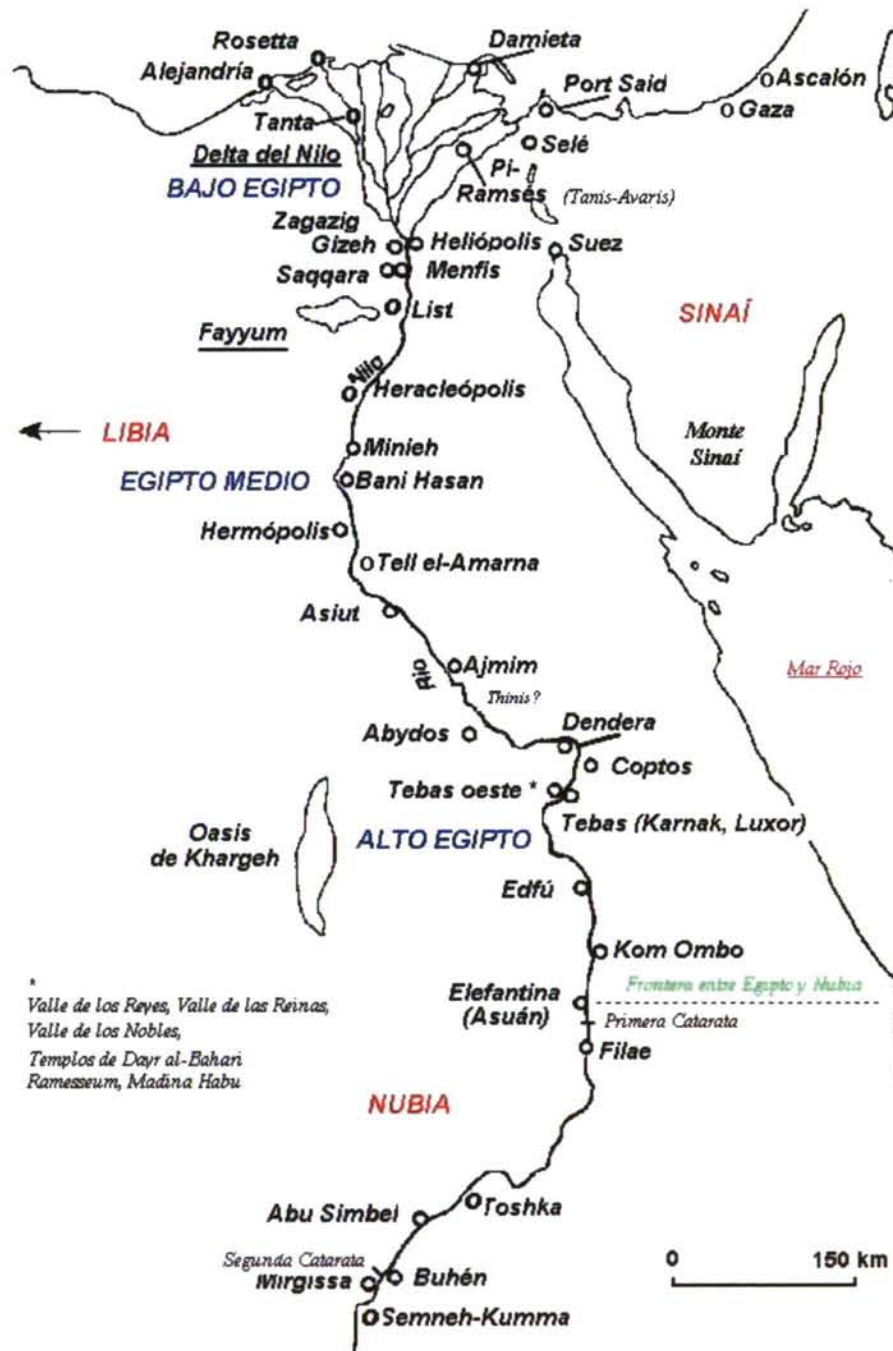 Rosetta
Damieta
Alejandría
Port Said
Ascalón
Gaza
Tanta
Selé
Delta del Nilo
Pi-
Ramsés
(Tanis-Avaris)
BAJO EGIPTO
Zagazig
Gizeh
Heliópolis
Suez
Saqqara
Menfis
List
SINAÍ
Fayyum
Nilo
Heracleópolis
LIBIA
Minieh
Monte
Sinaí
EGIPTO MEDIO
Bani Hasan
Hermópolis
Tell el-Amarna
Asiut
Río
Ajmim
Mar Rojo
Thinis?
Abydos
Dendera
Coptos
Tebas oeste *
Tebas (Karnak, Luxor)
Oasis
de Khargeh
ALTO EGIPTO
Edfú
Kom Ombo
*
Valle de los Reyes, Valle de las Reinas,
Valle de los Nobles,
Templos de Dayr al-Bahari
Ramesseum, Madina Habu
Frontera entre Egipto y Nubia
Elefantina
(Asuán)
Primera Catarata
Filae
NUBIA
Toshka
Abu Simbel
Segunda Catarata
Mirgissa
Buhén
0 150 km
Semneh-Kumma